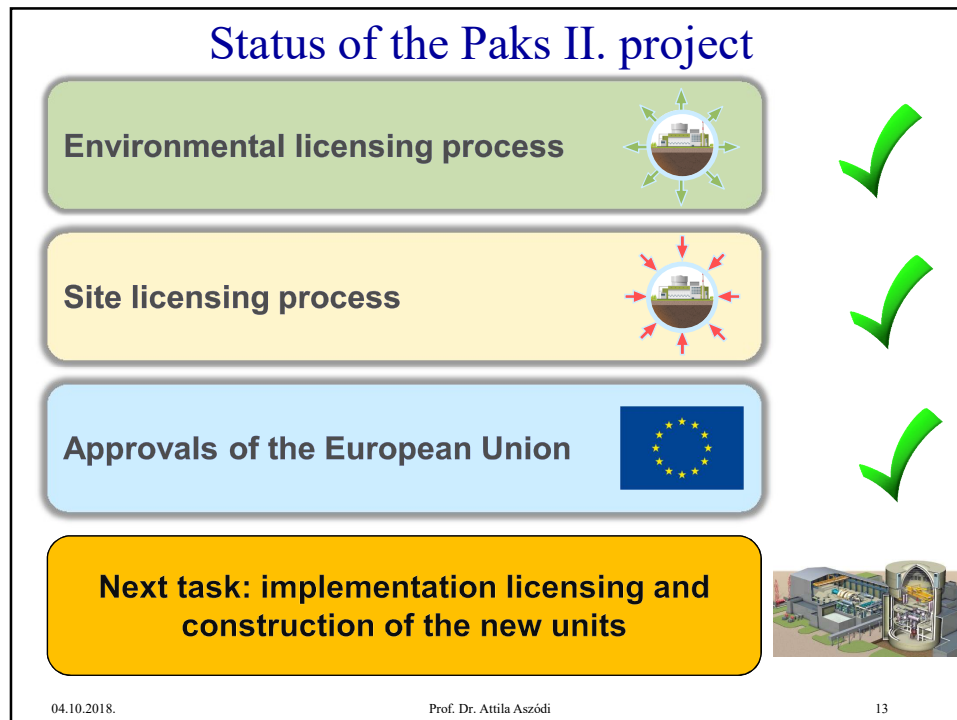 Status of the Paks II. project
Environmental licensing process
Site licensing process
Approvals of the European Union
Next task: implementation licensing and
construction of the new units
04.10.2018.
Prof. Dr. Attila Aszódi
13